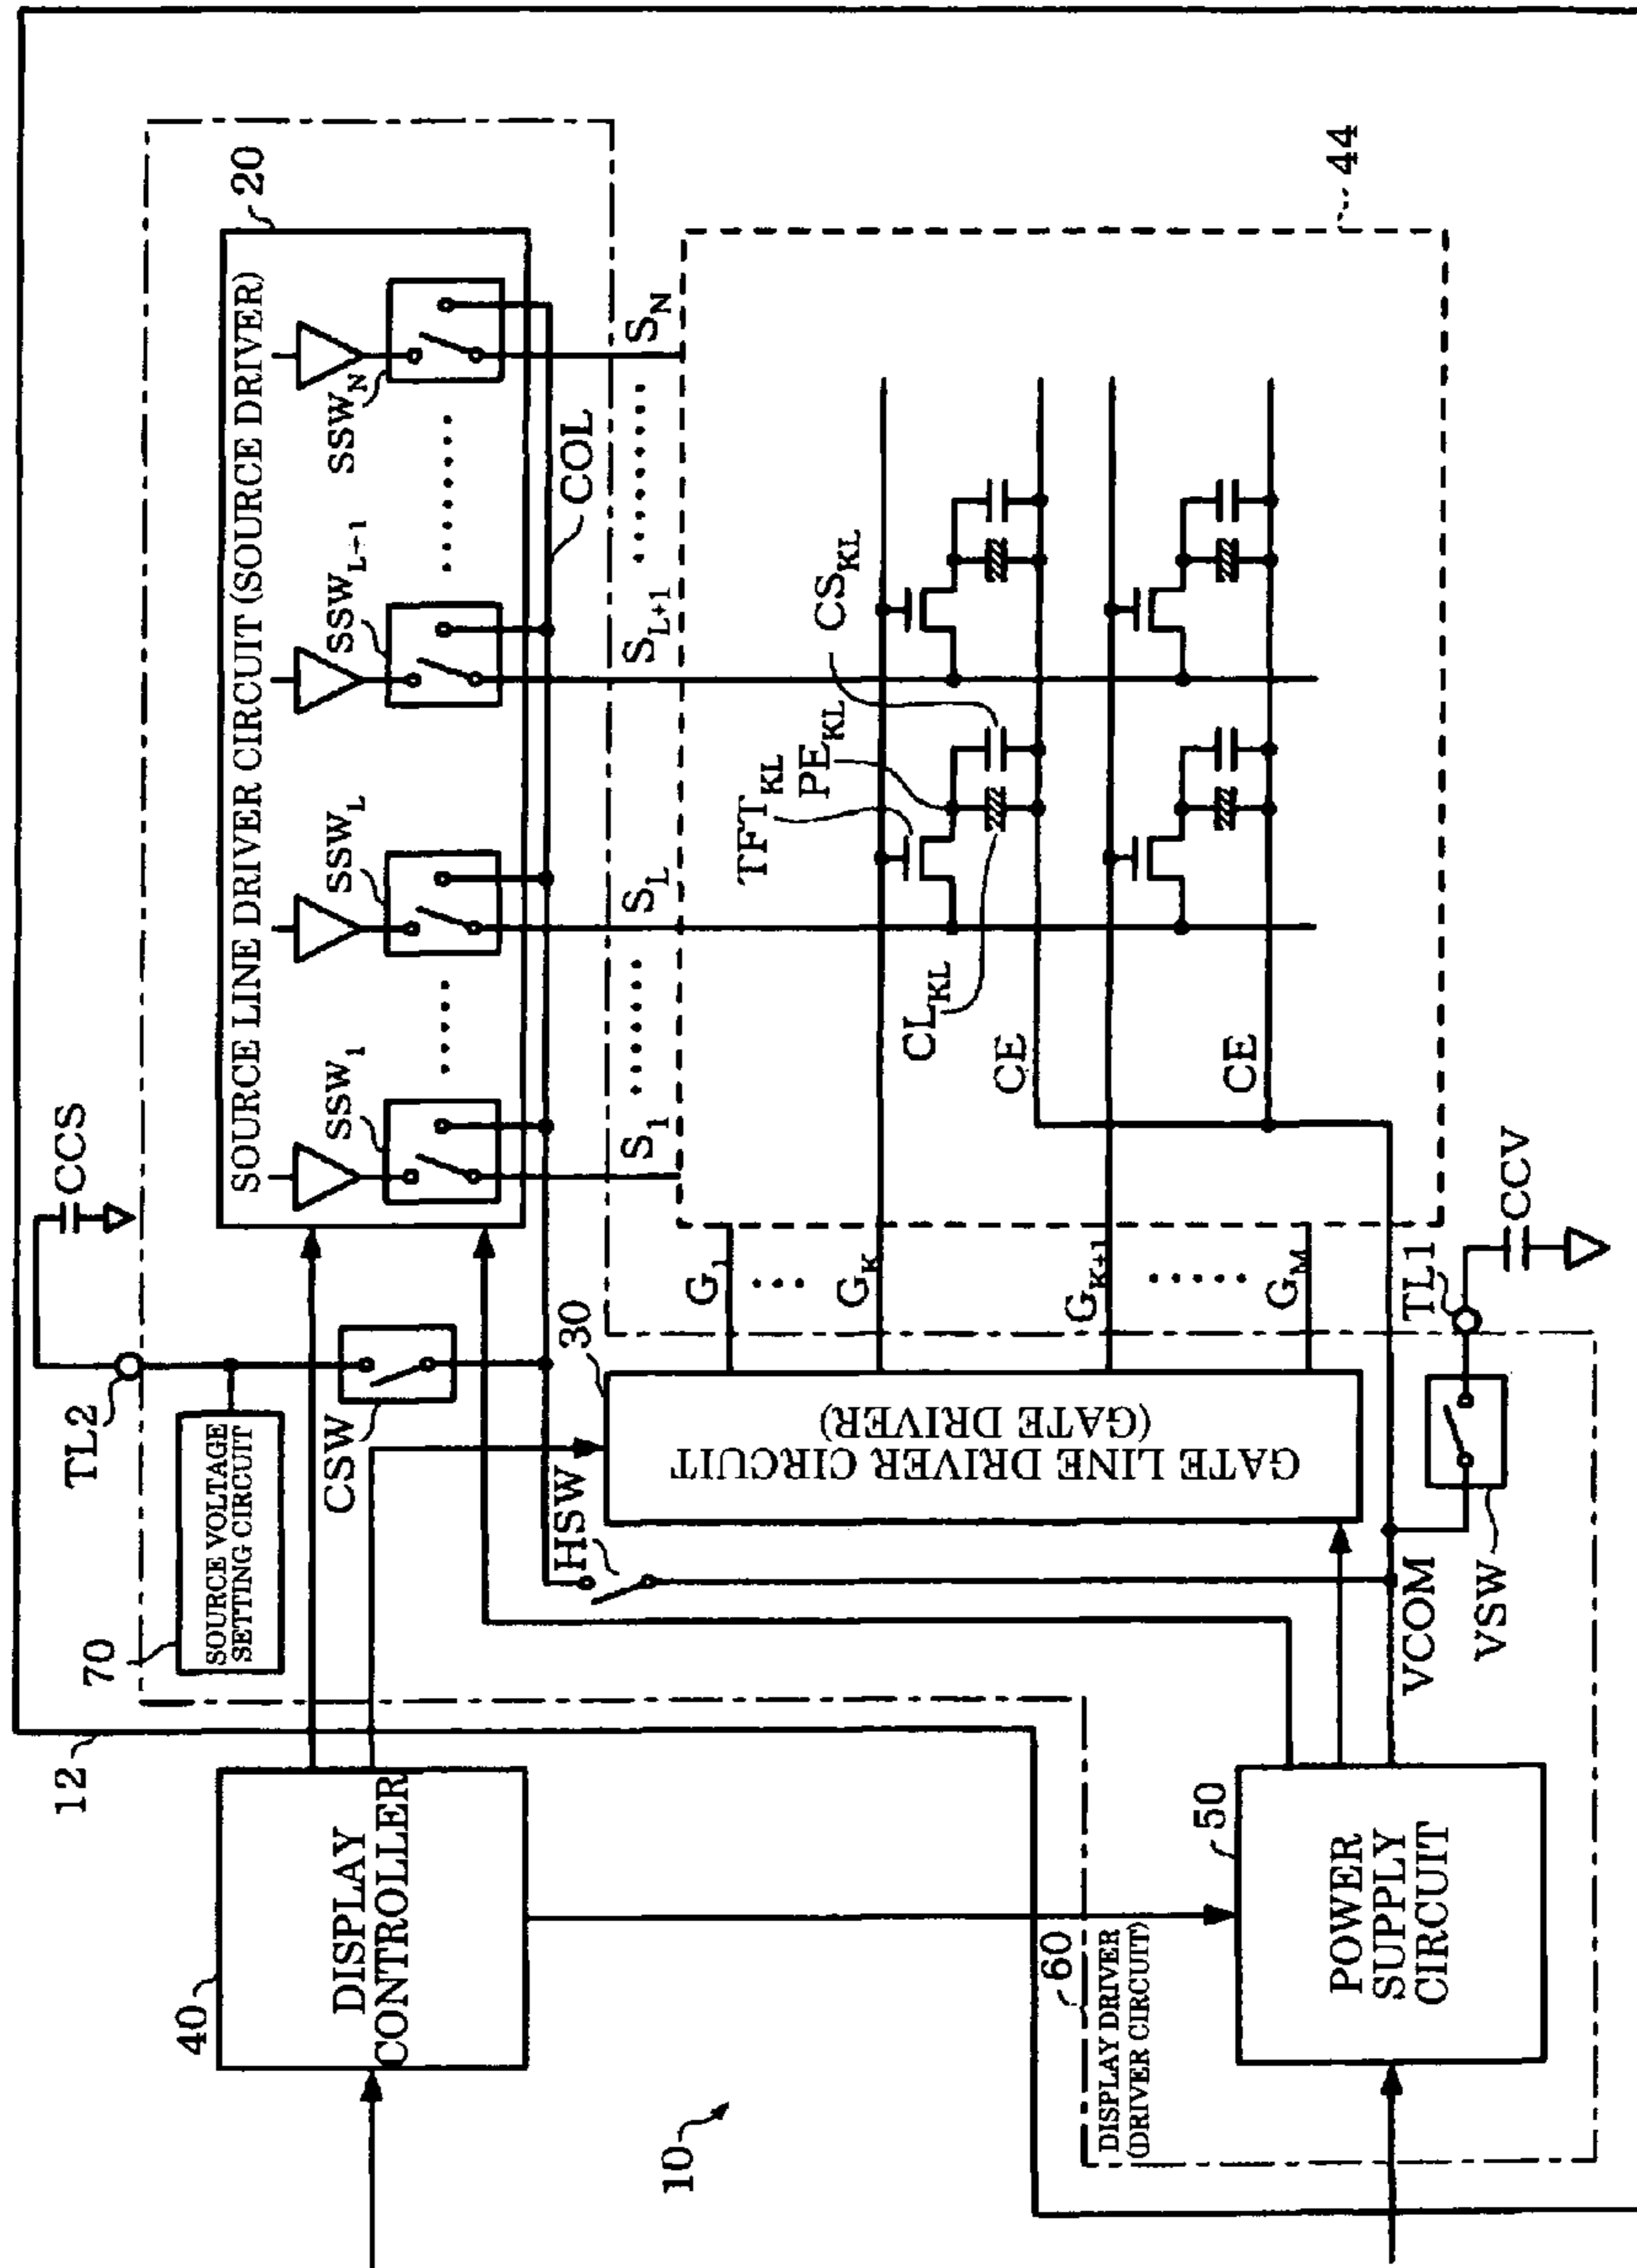 CCS
TL2
70
SOURCE VOLTAGE
SETTING CIRCUIT
CSW
12
20
SOURCE LINE DRIVER CIRCUIT (SOURCE DRIVER)
SSW1
SSWL
SSWL-1
SSWN
COL
S1
SL
SL+1
SN
40
DISPLAY
CONTROLLER
HSW
30
GATE LINE DRIVER CIRCUIT
(GATE DRIVER)
G1
GK
GK+1
GM
44
TFTKL
PEKL
CSKL
CLKL
CE
CE
10
60
DISPLAY DRIVER
(DRIVER CIRCUIT)
50
POWER
SUPPLY
CIRCUIT
VCOM
VSW
TL1
CCV